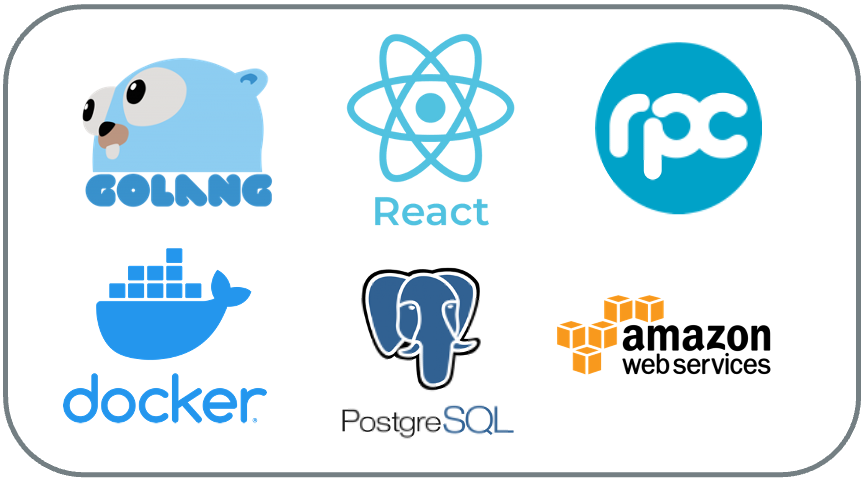 GOLANG
React
rpc
docker
PostgreSQL
amazon
web services